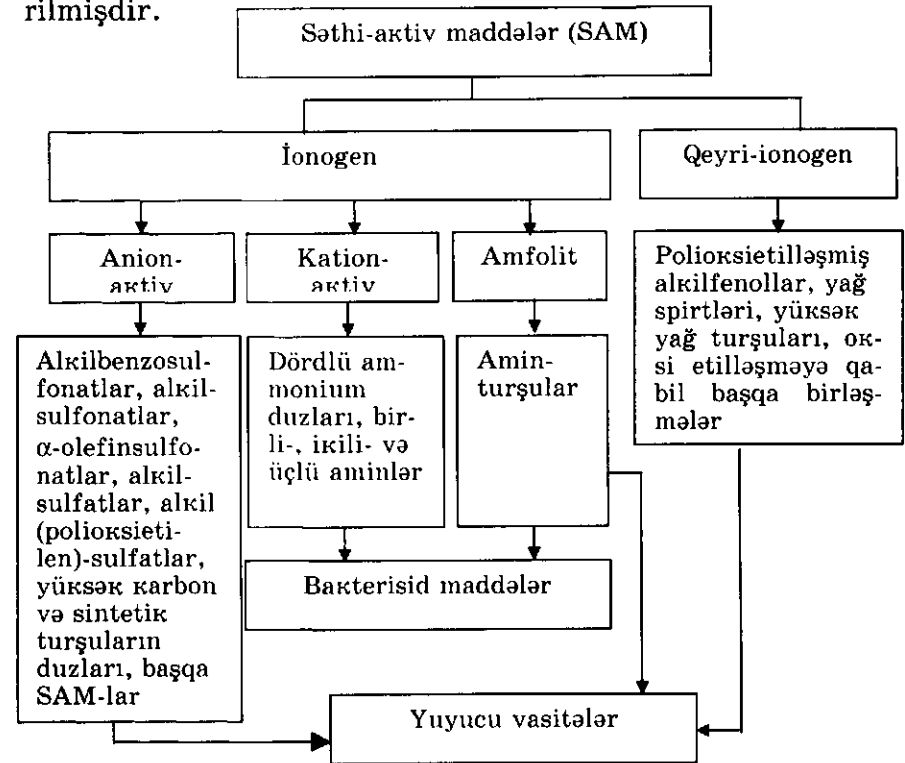 rilmişdir.
Səthi-aktiv maddələr (SAM)
İonogen
Qeyri-ionogen
Anion-
aktiv
Kation-
aktiv
Amfolit
Polioksietilləşmiş
alkilfenollar, yağ
spirtləri, yüksək
yağ turşuları, ok-
si etilləşməyə qa-
bil başqa birləş-
mələr
Alkilbenzosul-
fonatlar, alkil-
sulfonatlar,
α-olefinsulfo-
natlar, alkil-
sulfatlar, alkil
(polioksieti-
len)-sulfatlar,
yüksək karbon
və sintetik
turşuların
duzları, başqa
SAM-lar
Dördlü am-
monium
duzları, bir-
li-, ikili- və
üçlü aminlər
Amin-
turşular
Bakterisid maddələr
Yuyucu vasitələr